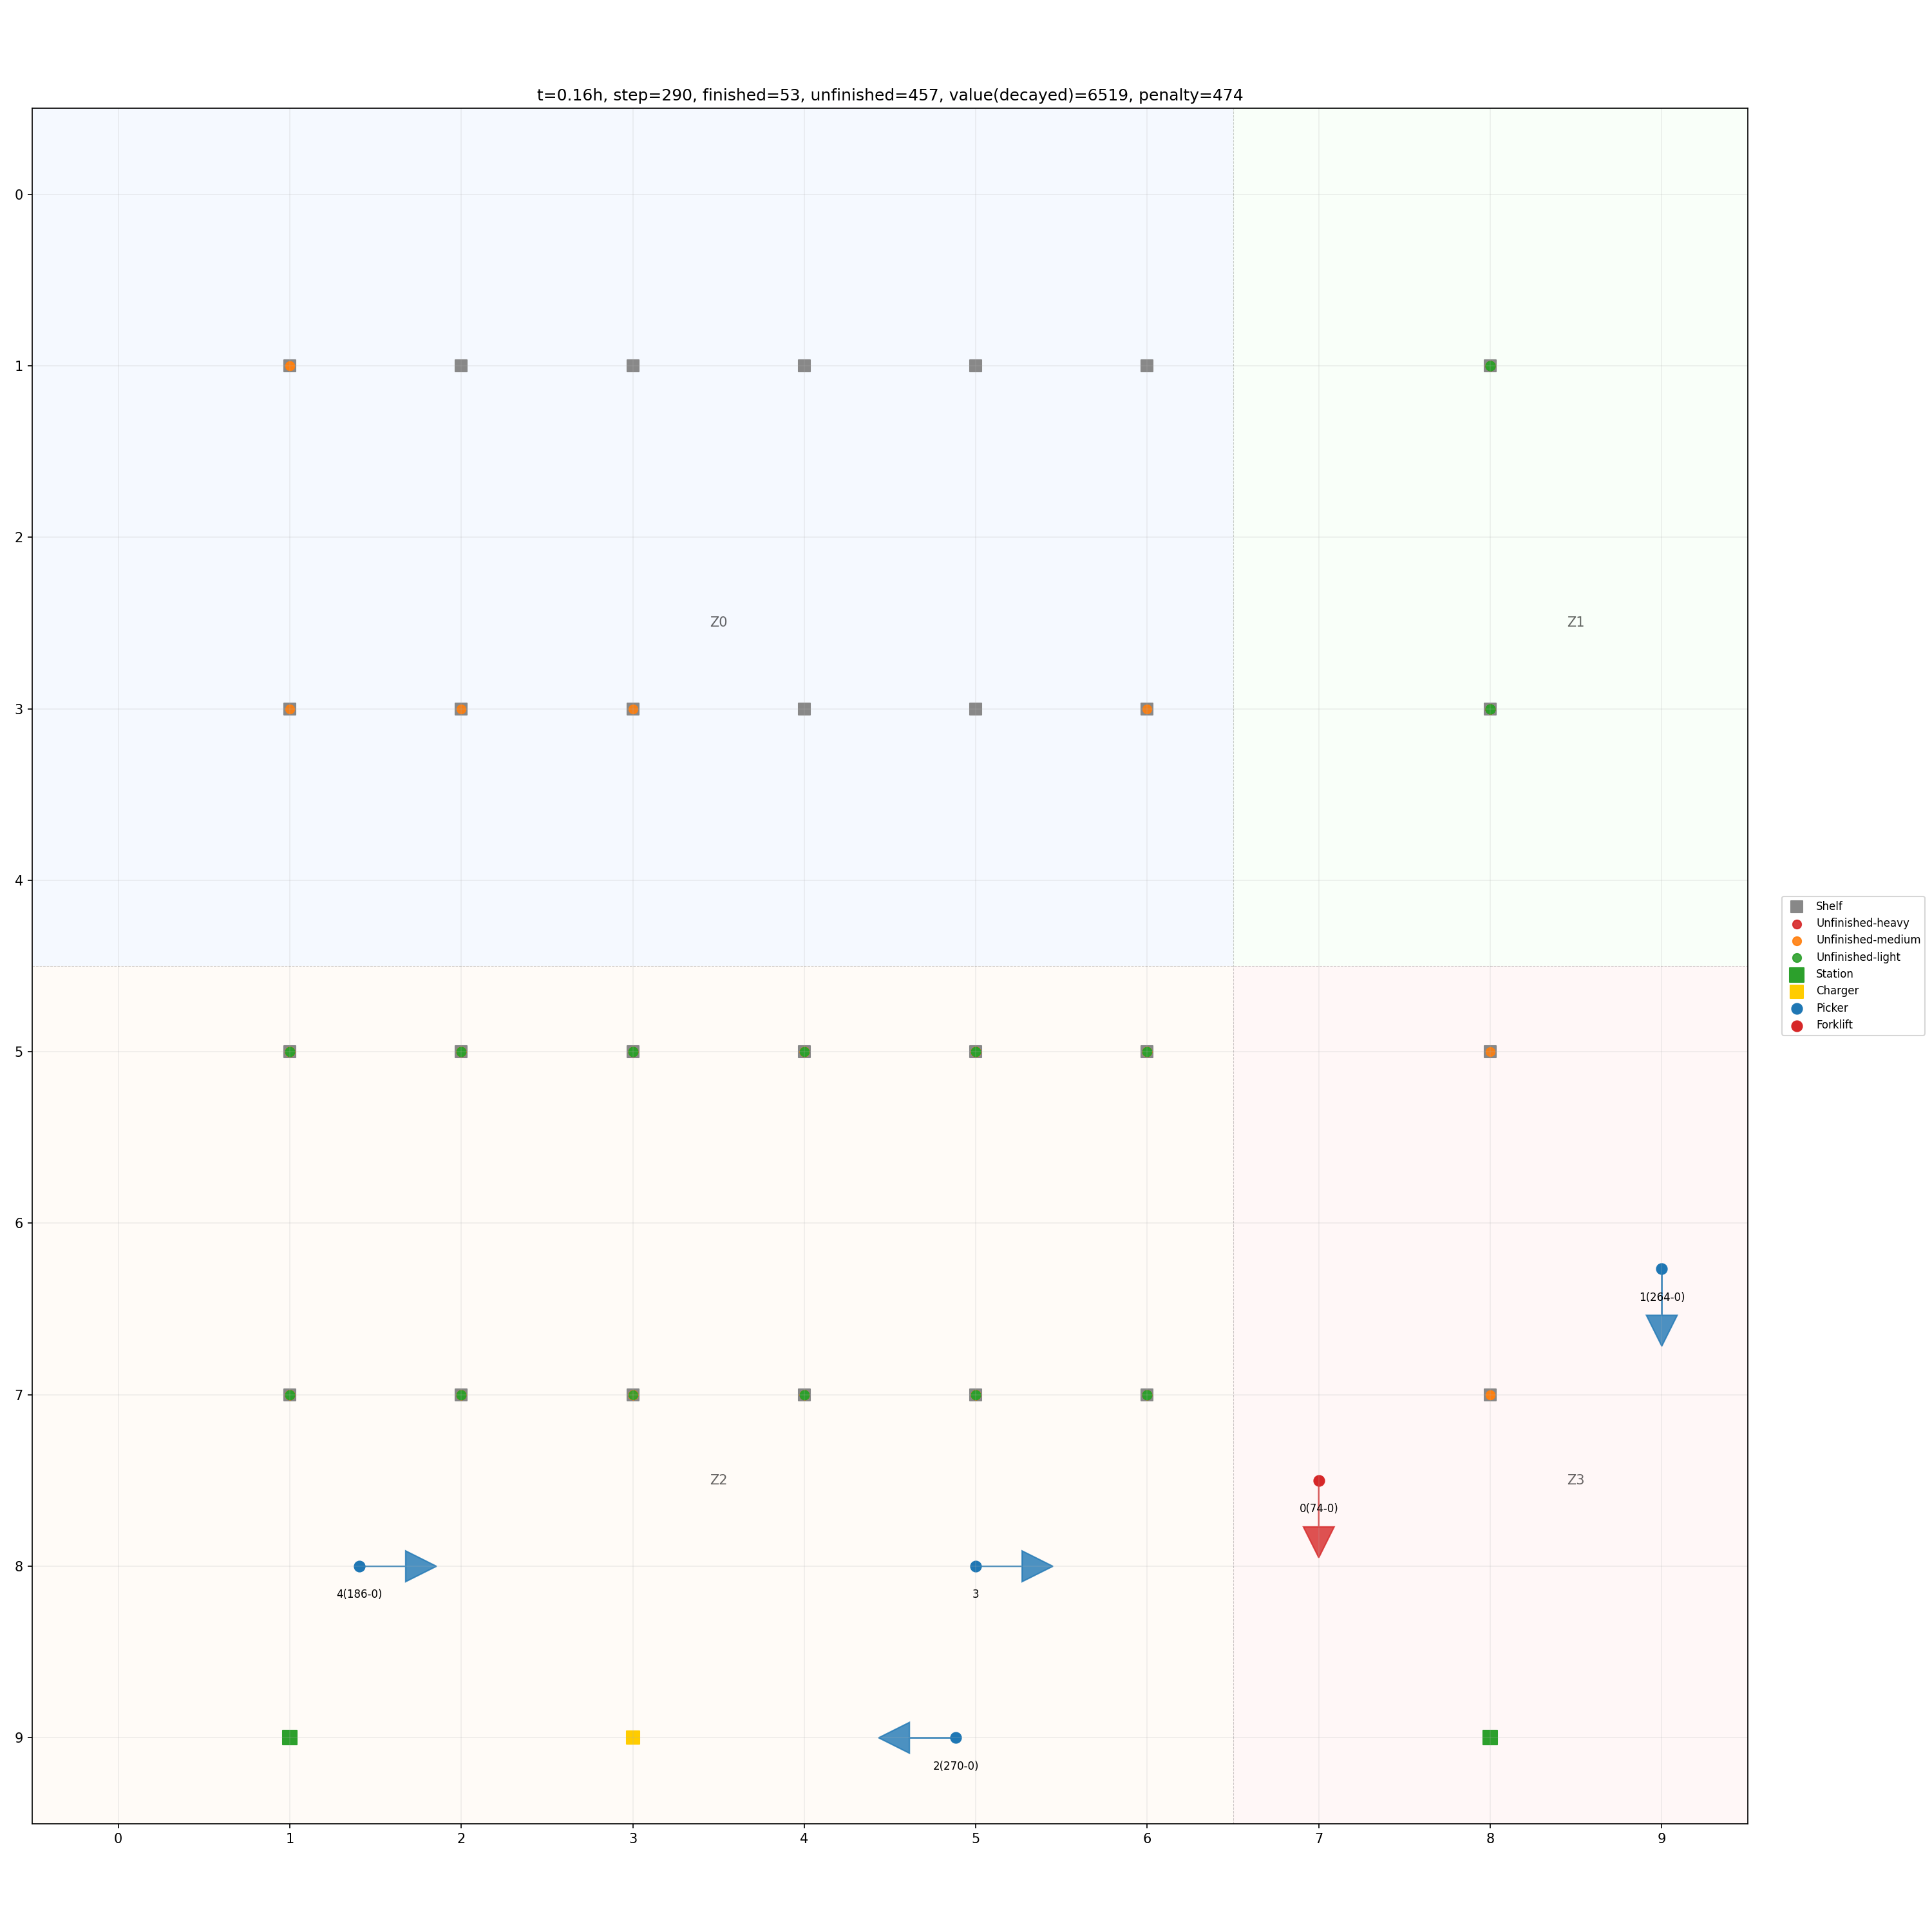 t=0.16h, step=290, finished=53, unfinished=457, value(decayed)=6519, penalty=474
0
1
2
Z0
Z1
3
4
Shelf
Unfinished-heavy
Unfinished-medium
Unfinished-light
Station
Charger
Picker
Forklift
5
6
1(264-0)
7
Z2
Z3
0(74-0)
8
4(186-0)
3
9
2(270-0)
0
1
2
3
4
5
6
7
8
9